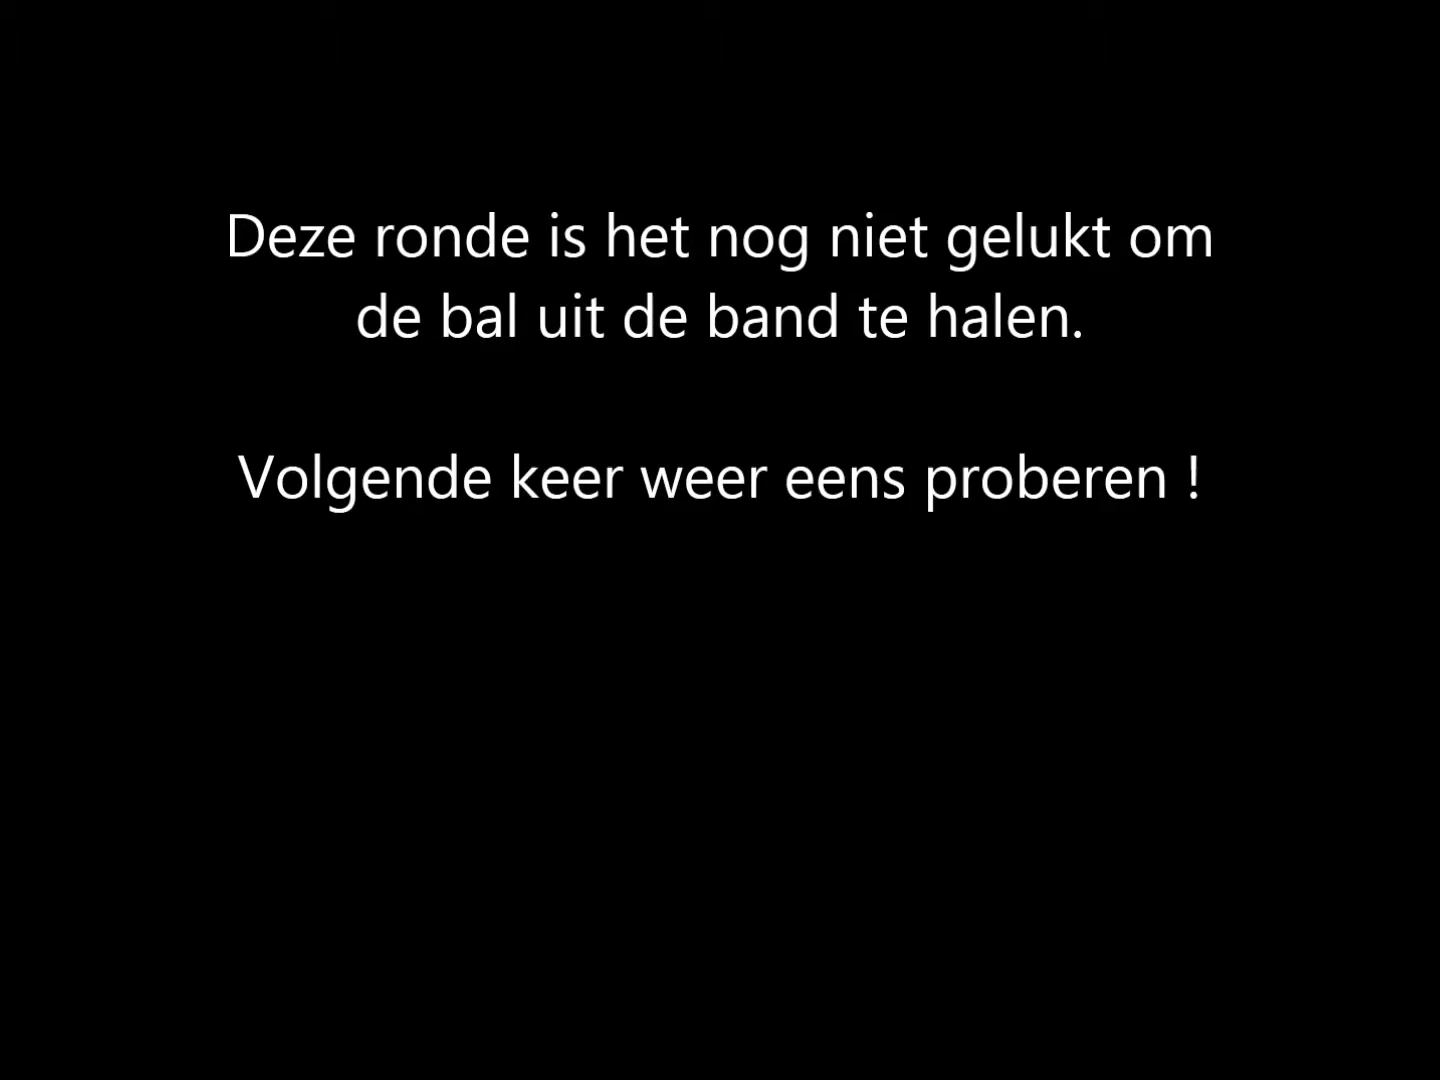 Deze ronde is het nog niet gelukt om
de bal uit de band te halen.
Volgende keer weer eens proberen !